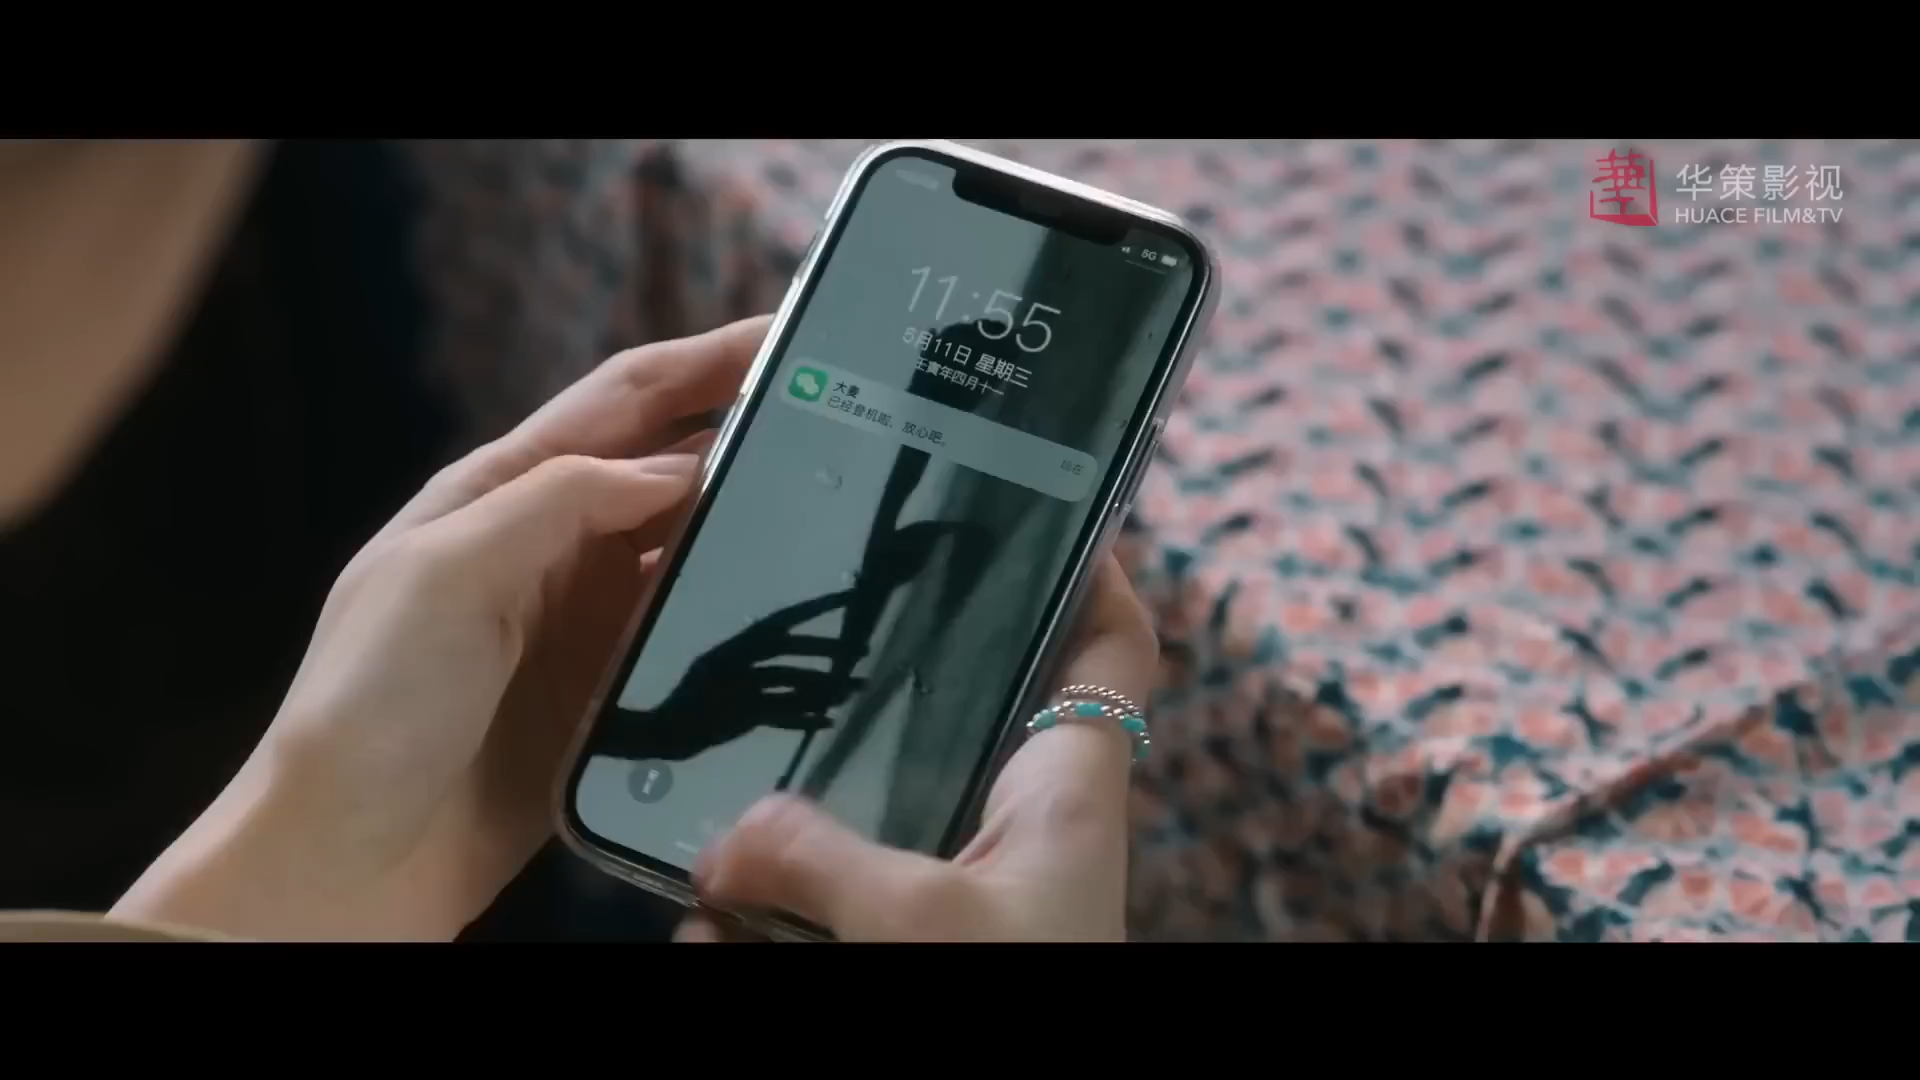 華
华策影视
HUACE FILM&TV
5G
11:55
5月11日 星期三
壬寅年四月十一
大麦
已经登机啦，放心吧。
现在